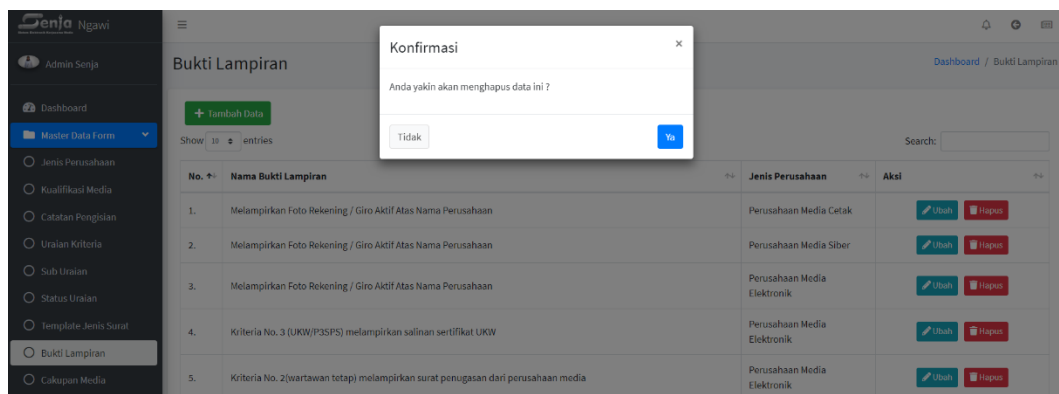 Senja Ngawi
Admin Senja
Dashboard
Master Data Form
Jenis Perusahaan
Kualifikasi Media
Catatan Pengisian
Uraian Kriteria
Sub Uraian
Status Uraian
Template Jenis Surat
Bukti Lampiran
Cakupan Media
Bukti Lampiran
Dashboard / Bukti Lampiran
Konfirmasi ×
Anda yakin akan menghapus data ini ?
Tidak Ya
+ Tambah Data
Show 10 entries
Search:
No. Nama Bukti Lampiran Jenis Perusahaan Aksi
1. Melampirkan Foto Rekening / Giro Aktif Atas Nama Perusahaan Perusahaan Media Cetak Ubah Hapus
2. Melampirkan Foto Rekening / Giro Aktif Atas Nama Perusahaan Perusahaan Media Siber Ubah Hapus
3. Melampirkan Foto Rekening / Giro Aktif Atas Nama Perusahaan Perusahaan Media
Elektronik Ubah Hapus
4. Kriteria No. 3 (UKW/P3SPS) melampirkan salinan sertifikat UKW Perusahaan Media
Elektronik Ubah Hapus
5. Kriteria No. 2(wartawan tetap) melampirkan surat penugasan dari perusahaan media Perusahaan Media
Elektronik Ubah Hapus